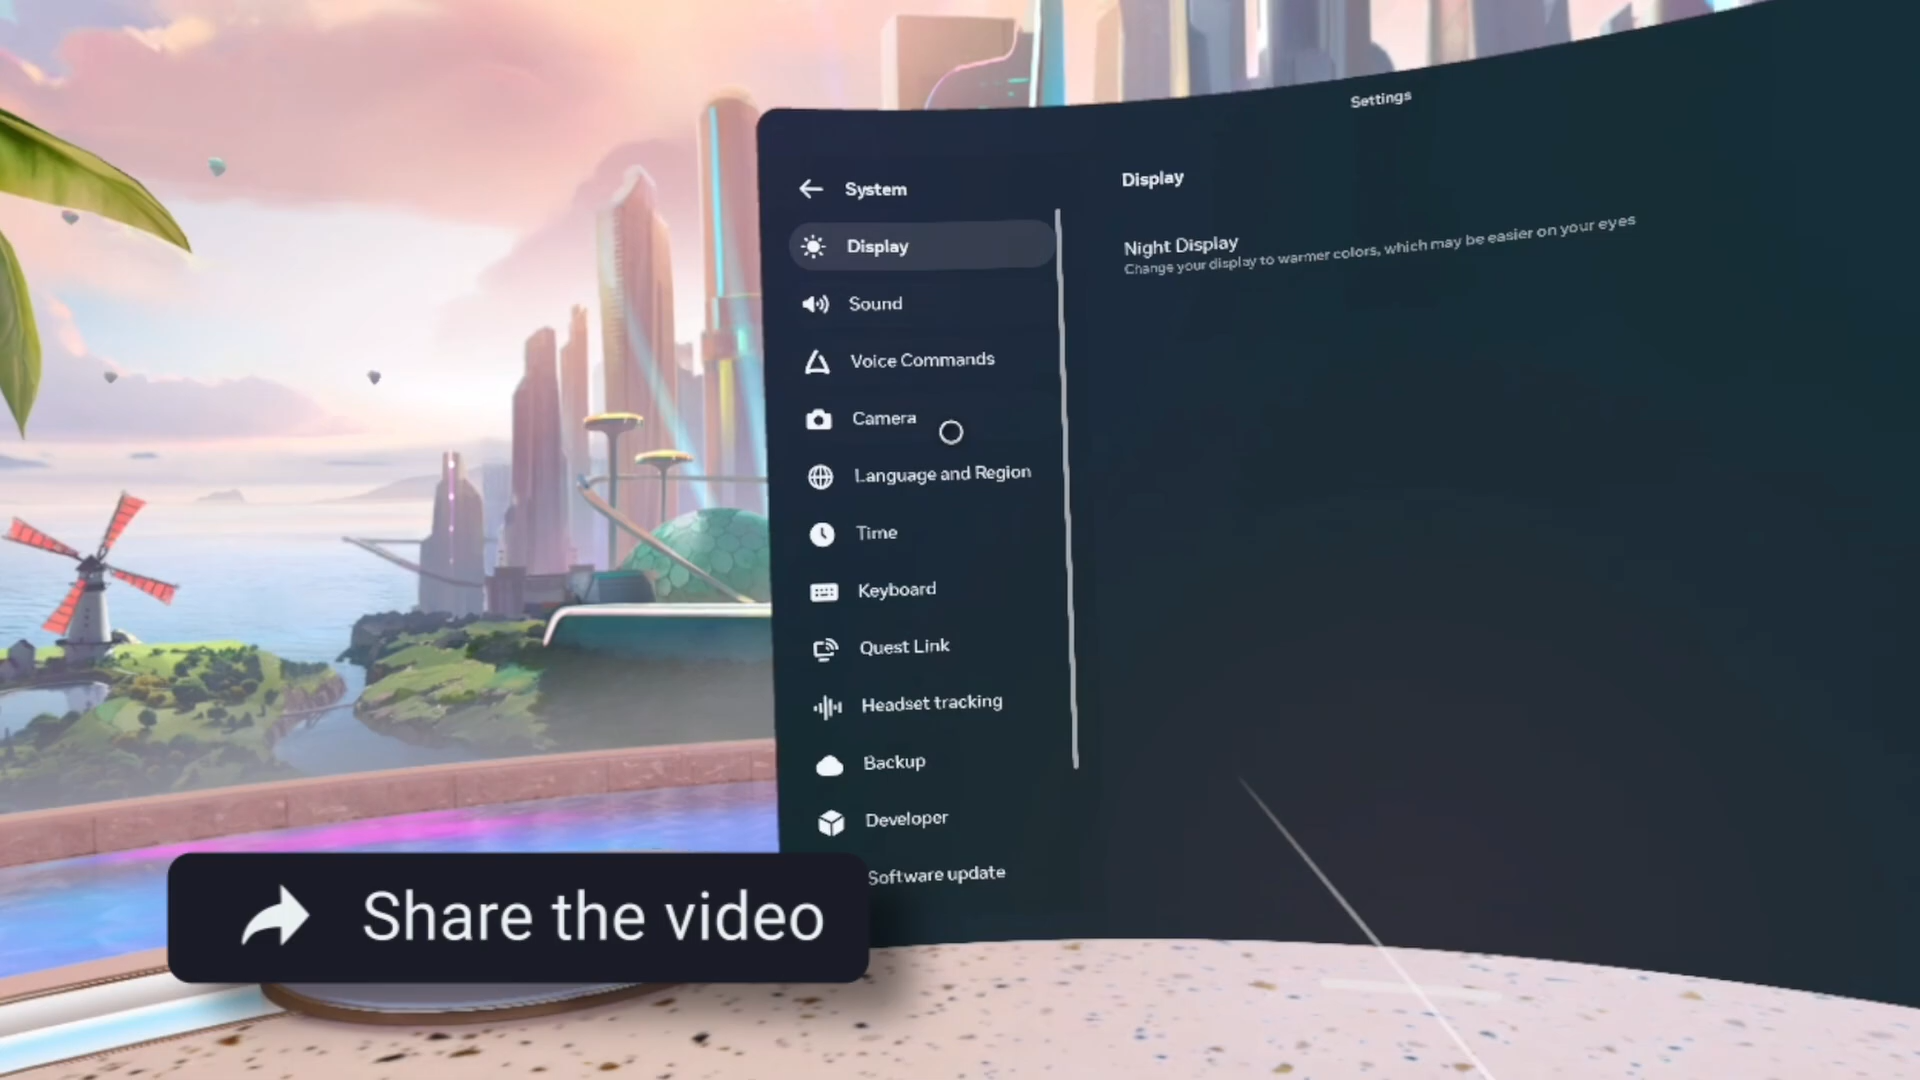 Settings
System
Display
Sound
Voice Commands
Camera
Language and Region
Time
Keyboard
Quest Link
Headset tracking
Backup
Developer
Software update
Display
Night Display
Change your display to warmer colors, which may be easier on your eyes
Share the video